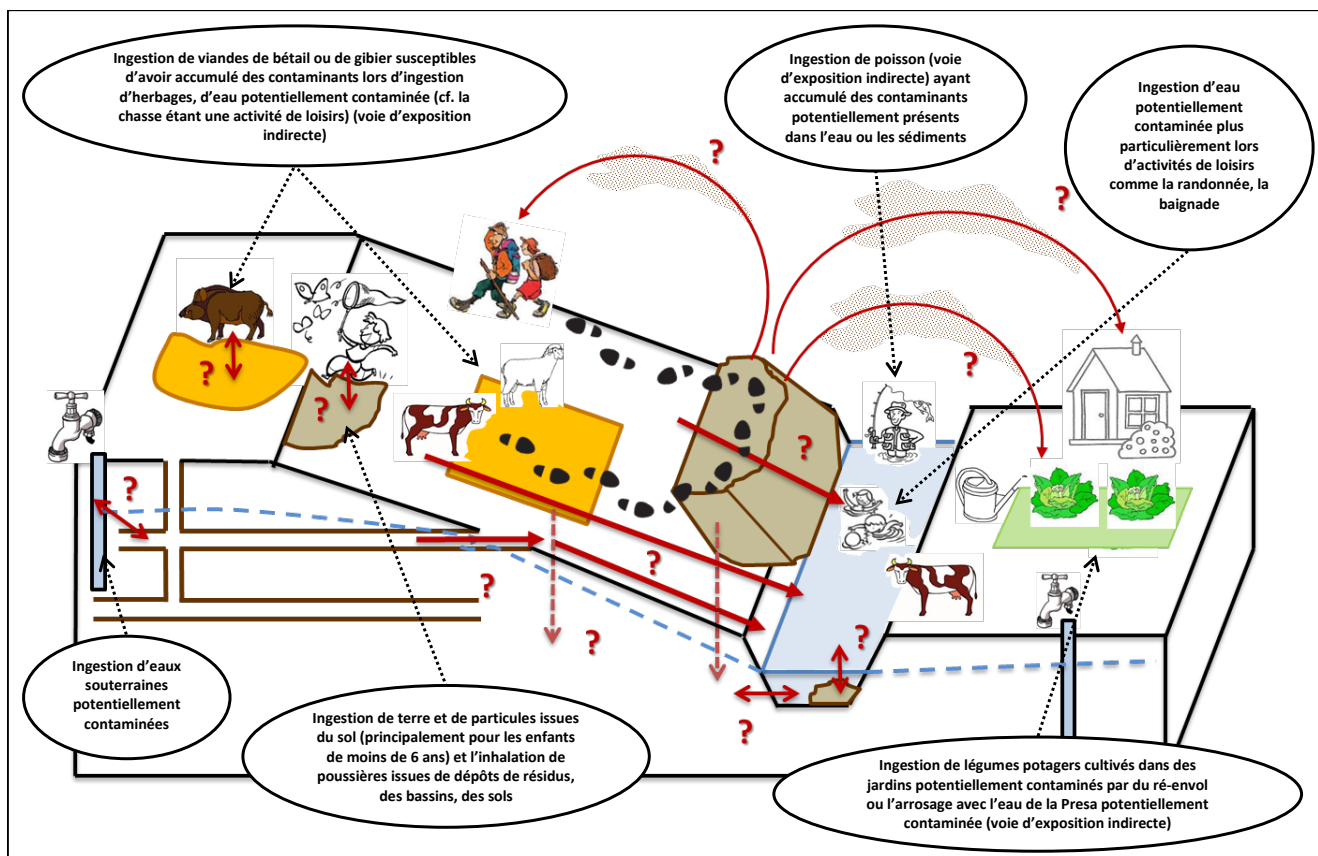 Ingestion de viandes de bétail ou de gibier susceptibles
d'avoir accumulé des contaminants lors d'ingestion
d'herbages, d'eau potentiellement contaminée (cf. la
chasse étant une activité de loisirs) (voie d'exposition
indirecte)
Ingestion de poisson (voie
d'exposition indirecte) ayant
accumulé des contaminants
potentiellement présents
dans l'eau ou les sédiments
Ingestion d'eau
potentiellement
contaminée plus
particulièrement lors
d'activités de loisirs
comme la randonnée, la
baignade
?
?
?
?
?
?
?
?
?
?
?
?
?
Ingestion d'eaux
souterraines
potentiellement
contaminées
Ingestion de terre et de particules issues
du sol (principalement pour les enfants
de moins de 6 ans) et l'inhalation de
poussières issues de dépôts de résidus,
des bassins, des sols
Ingestion de légumes potagers cultivés dans des
jardins potentiellement contaminés par du ré-envol
ou l'arrosage avec l'eau de la Presa potentiellement
contaminée (voie d'exposition indirecte)